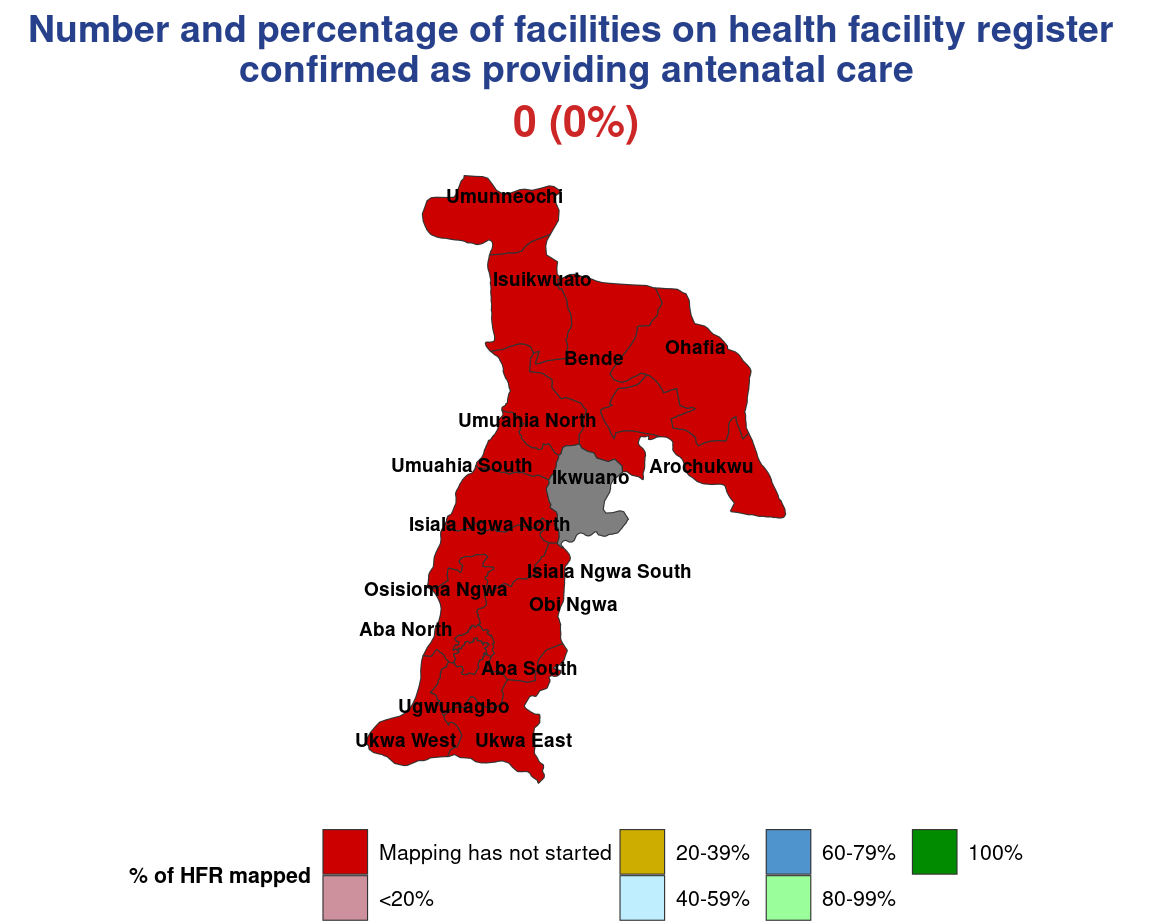 Number and percentage of facilities on health facility register
confirmed as providing antenatal care
0 (0%)
Umunneochi
Isuikwuato
Ohafia
Bende
Umuahia North
Umuahia South
Arochukwu
Ikwuano
Isiala Ngwa North
Isiala Ngwa South
Osisioma Ngwa
Obi Ngwa
Aba North
Aba South
Ugwunagbo
Ukwa West
Ukwa East
% of HFR mapped
Mapping has not started
<20%
20-39%
40-59%
60-79%
80-99%
100%